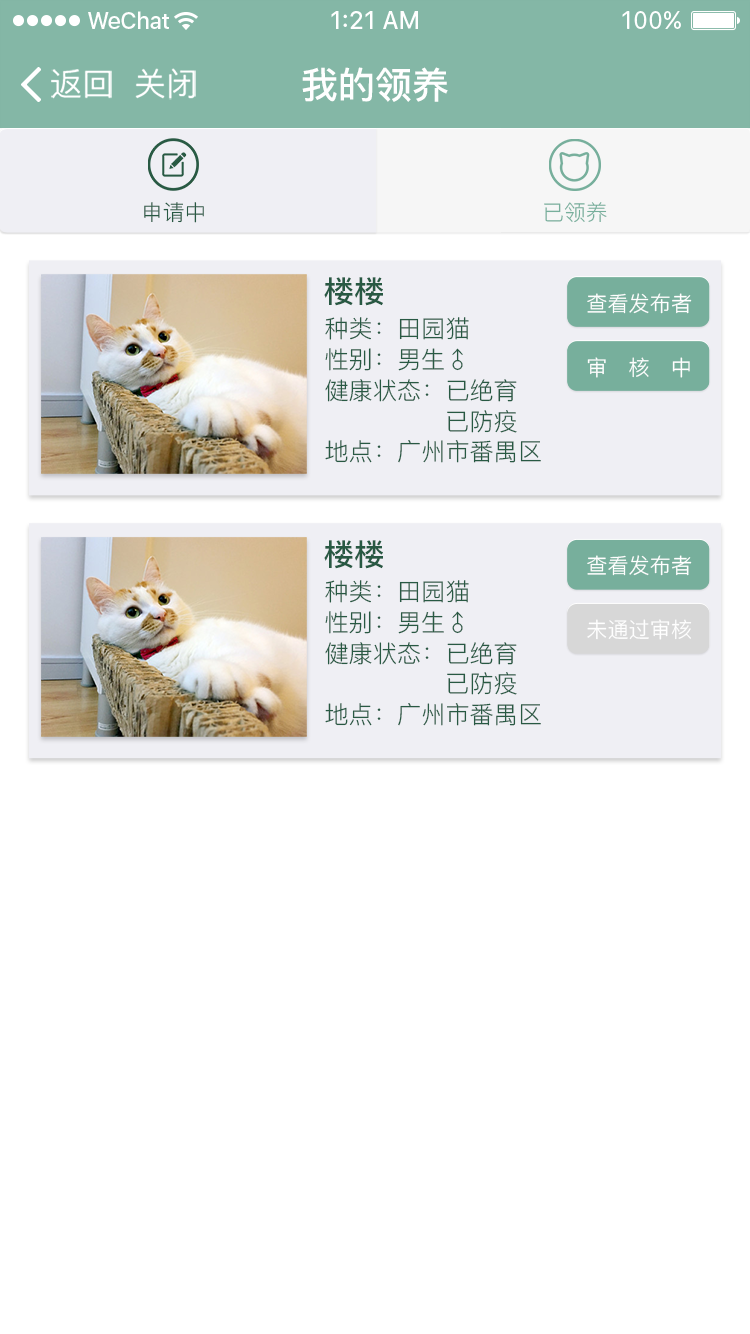 WeChat 1:21 AM 100%
返回 关闭 我的领养
申请中 已领养
楼楼
查看发布者
种类：田园猫
性别：男生♂
审 核 中
健康状态：已绝育
已防疫
地点：广州市番禺区
楼楼
查看发布者
种类：田园猫
性别：男生♂
未通过审核
健康状态：已绝育
已防疫
地点：广州市番禺区